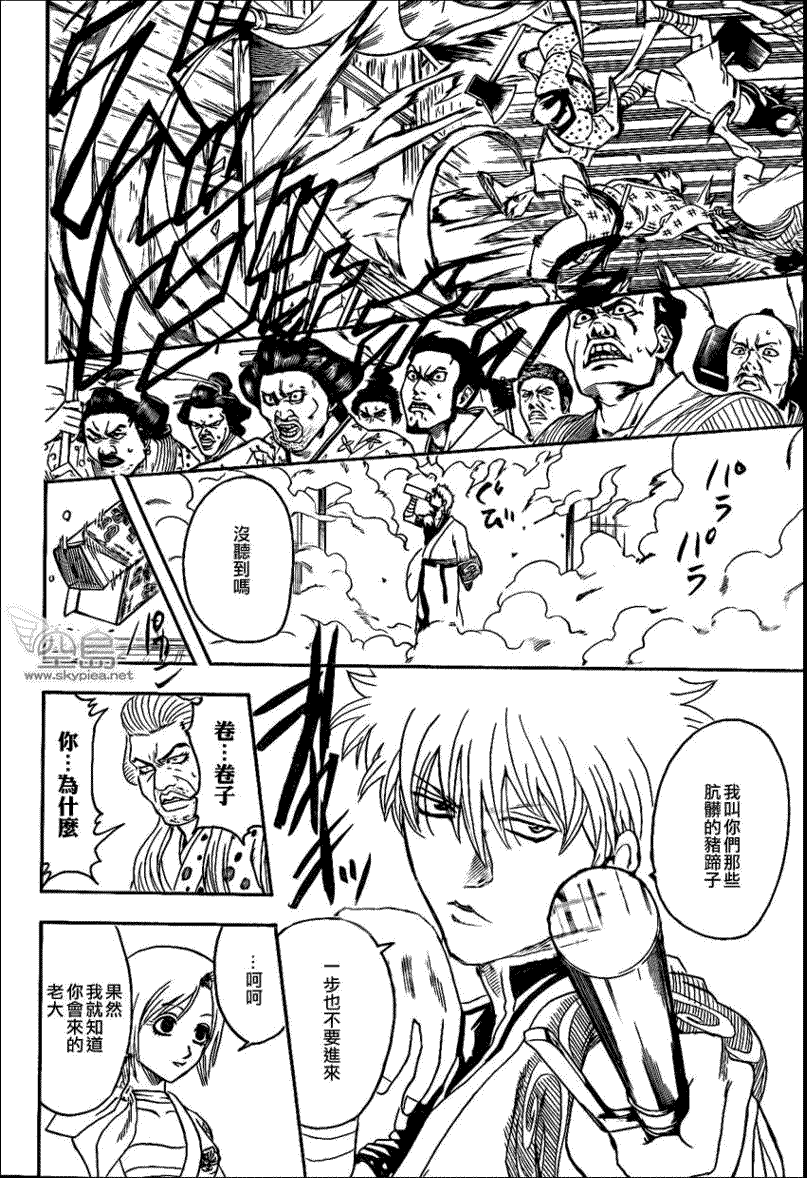 パラ
パラ
ぐび
沒聽到嗎
空島
www.skypiea.net
我叫你們那些
骯髒的豬蹄子
卷…卷子
你…為什麼
一步也不要進來
…呵呵
果然
我就知道
你會來的
老大